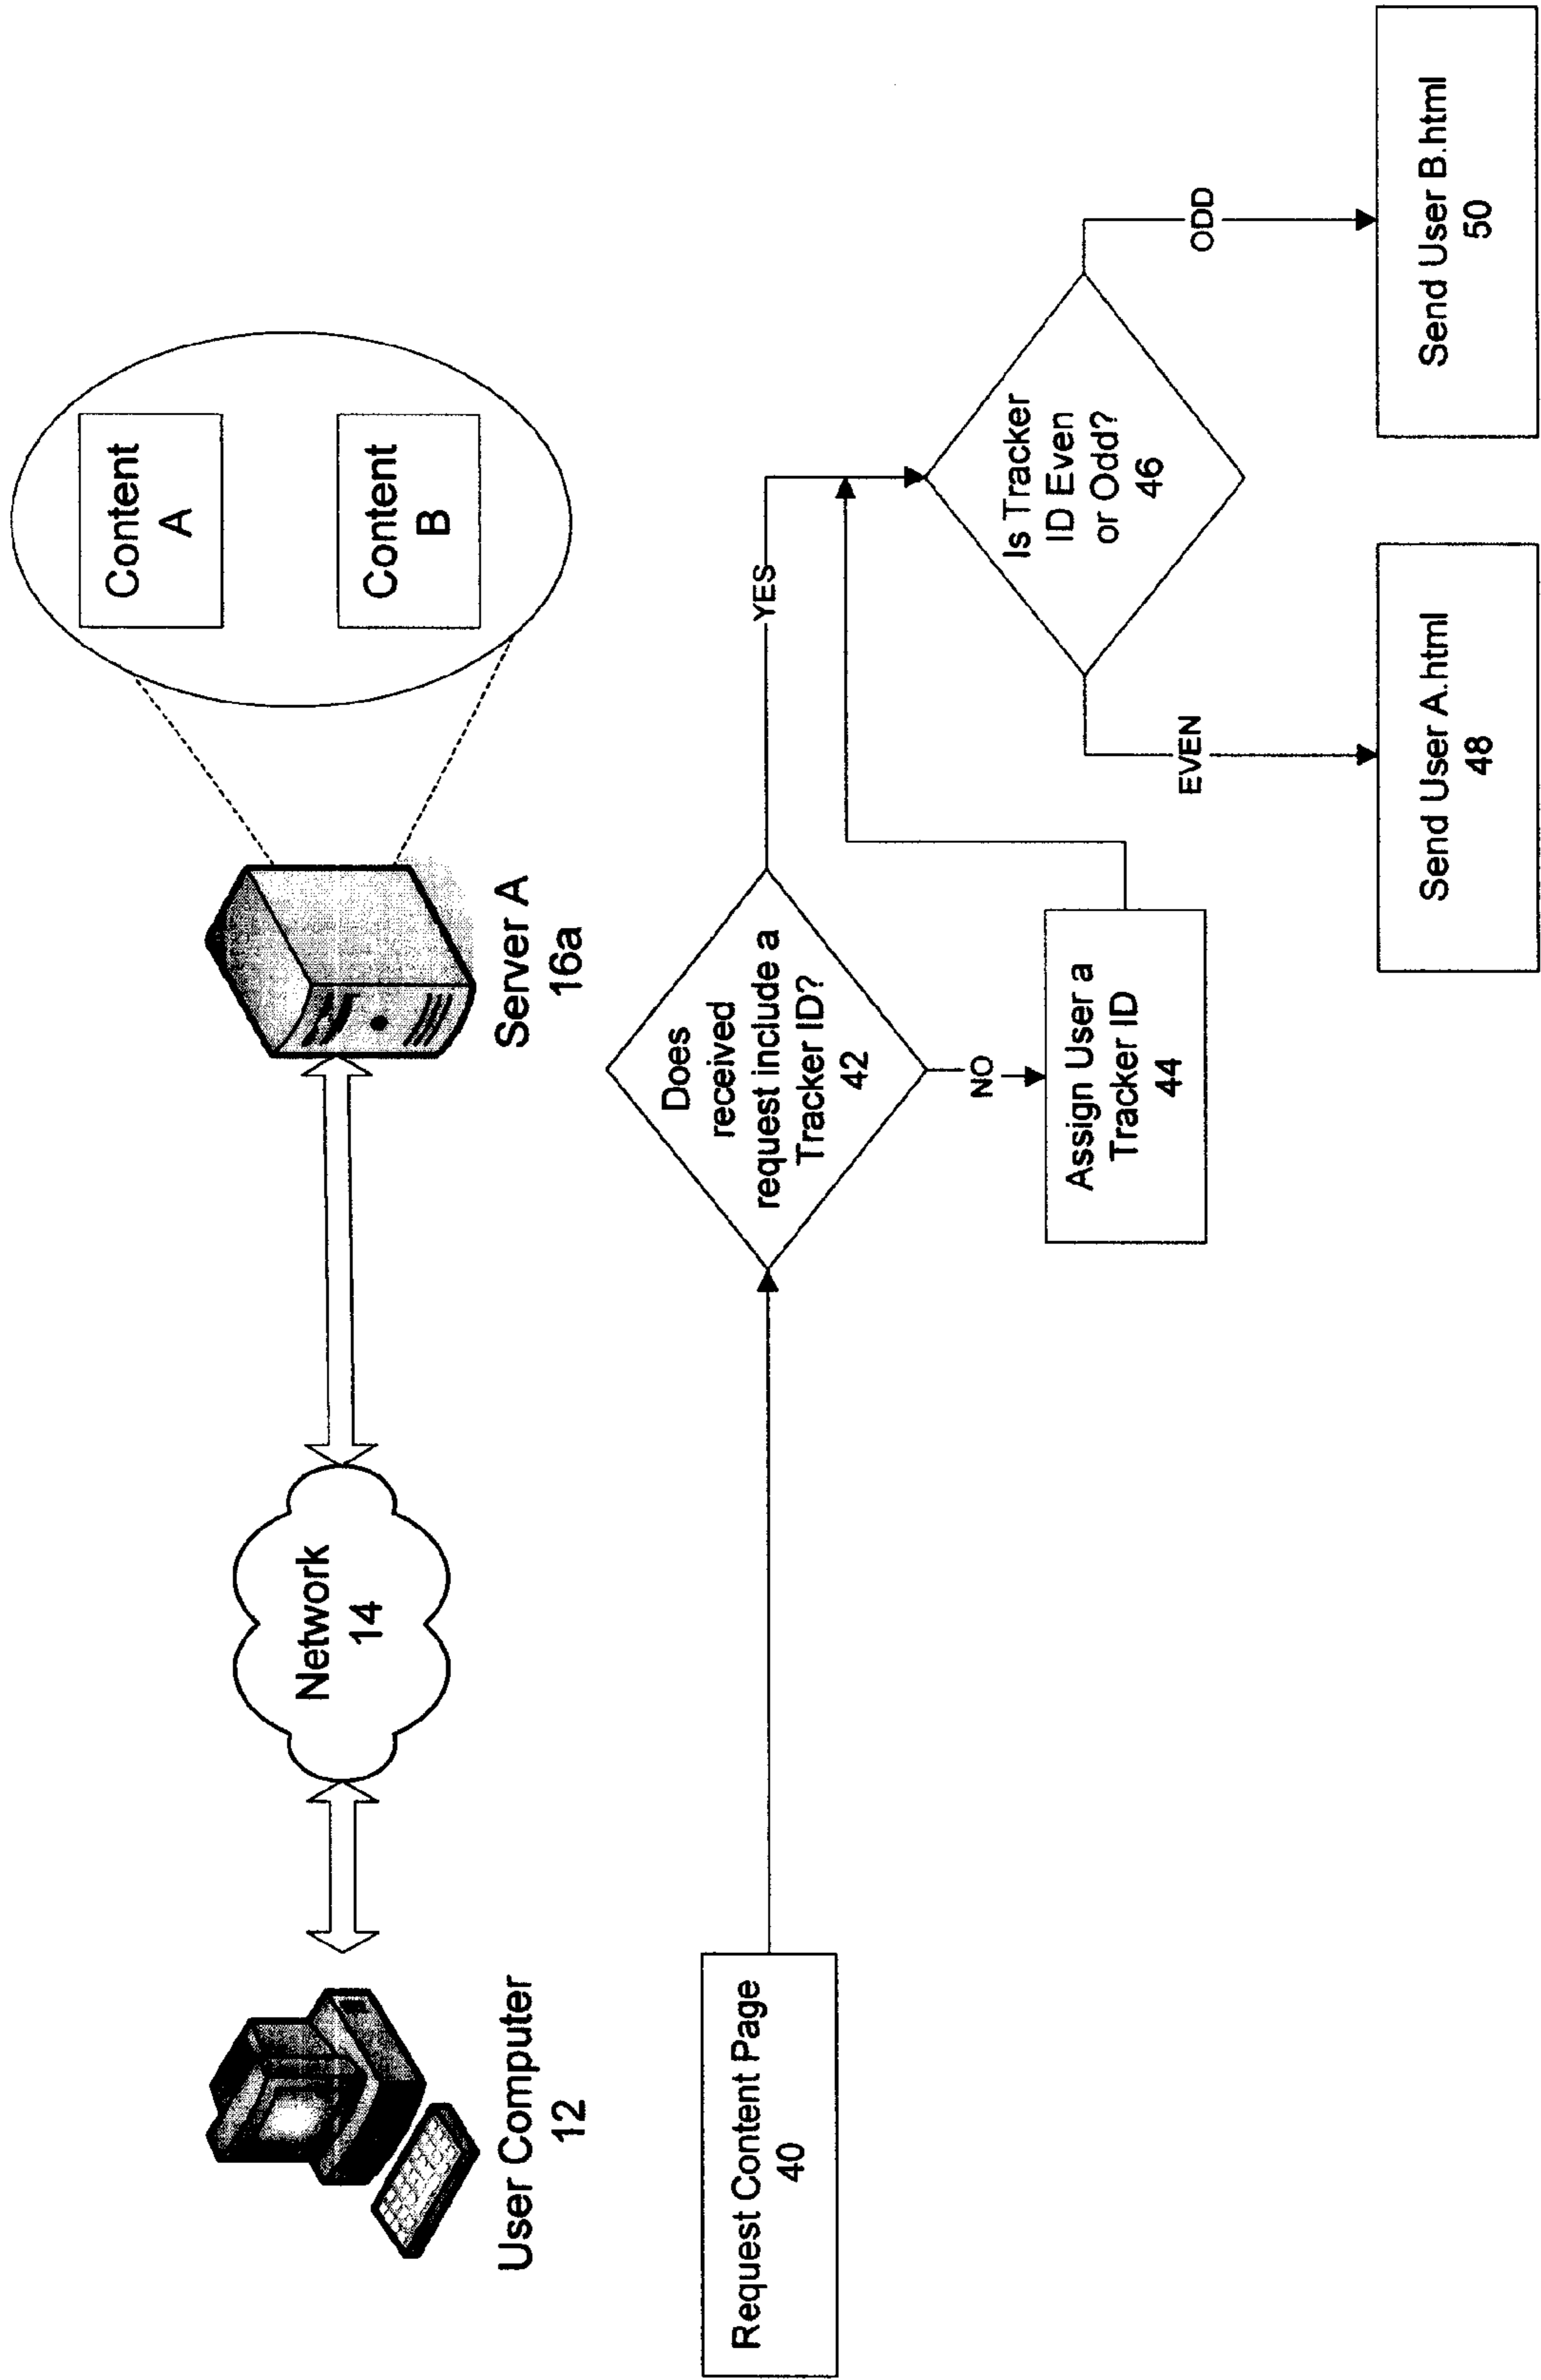 User Computer
12
Network
14
Server A
16a
Content
A
Content
B
Request Content Page
40
Does
received
request include a
Tracker ID?
42
YES
NO
Assign User a
Tracker ID
44
Is Tracker
ID Even
or Odd?
46
EVEN
ODD
Send User A.html
48
Send User B.html
50